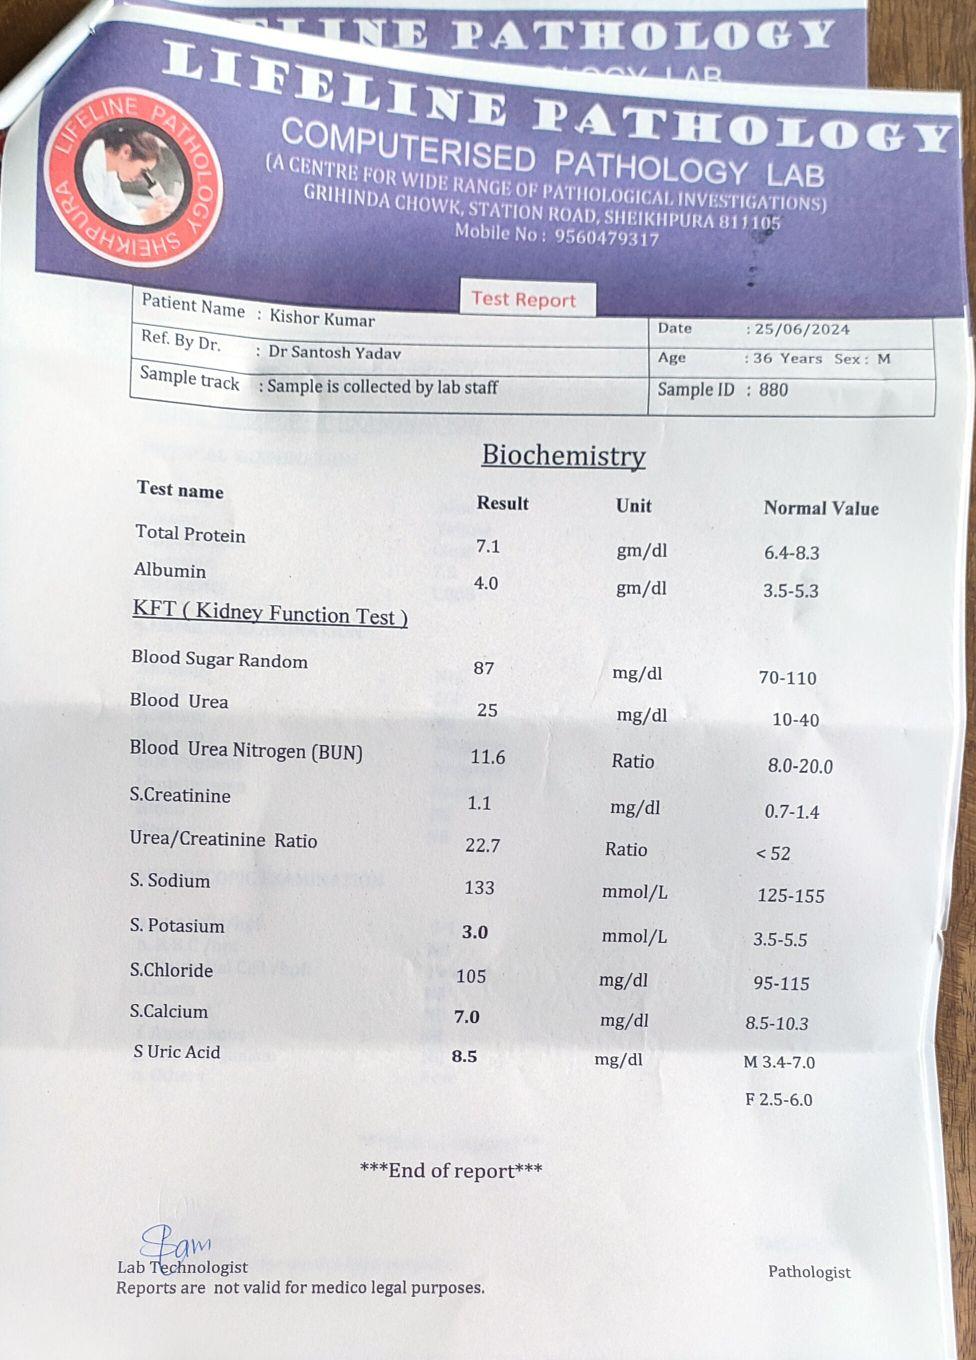 LINE PATHOLOGY
LAB
LIFELINE PATHOLOGY
LIFELINE PATHOLOGY SHEIKHPURA
COMPUTERISED PATHOLOGY LAB
(A CENTRE FOR WIDE RANGE OF PATHOLOGICAL INVESTIGATIONS)
GRIHINDA CHOWK, STATION ROAD, SHEIKHPURA 811105
Mobile No : 9560479317
Test Report
Patient Name : Kishor Kumar Date : 25/06/2024
Ref. By Dr. : Dr Santosh Yadav Age : 36 Years Sex : M
Sample track : Sample is collected by lab staff Sample ID : 880
Biochemistry
Test name Result Unit Normal Value
Total Protein 7.1 gm/dl 6.4-8.3
Albumin 4.0 gm/dl 3.5-5.3
KFT ( Kidney Function Test )
Blood Sugar Random 87 mg/dl 70-110
Blood Urea 25 mg/dl 10-40
Blood Urea Nitrogen (BUN) 11.6 Ratio 8.0-20.0
S.Creatinine 1.1 mg/dl 0.7-1.4
Urea/Creatinine Ratio 22.7 Ratio < 52
S. Sodium 133 mmol/L 125-155
S. Potasium 3.0 mmol/L 3.5-5.5
S.Chloride 105 mg/dl 95-115
S.Calcium 7.0 mg/dl 8.5-10.3
S Uric Acid 8.5 mg/dl M 3.4-7.0
F 2.5-6.0
***End of report***
Lab Technologist Pathologist
Reports are not valid for medico legal purposes.